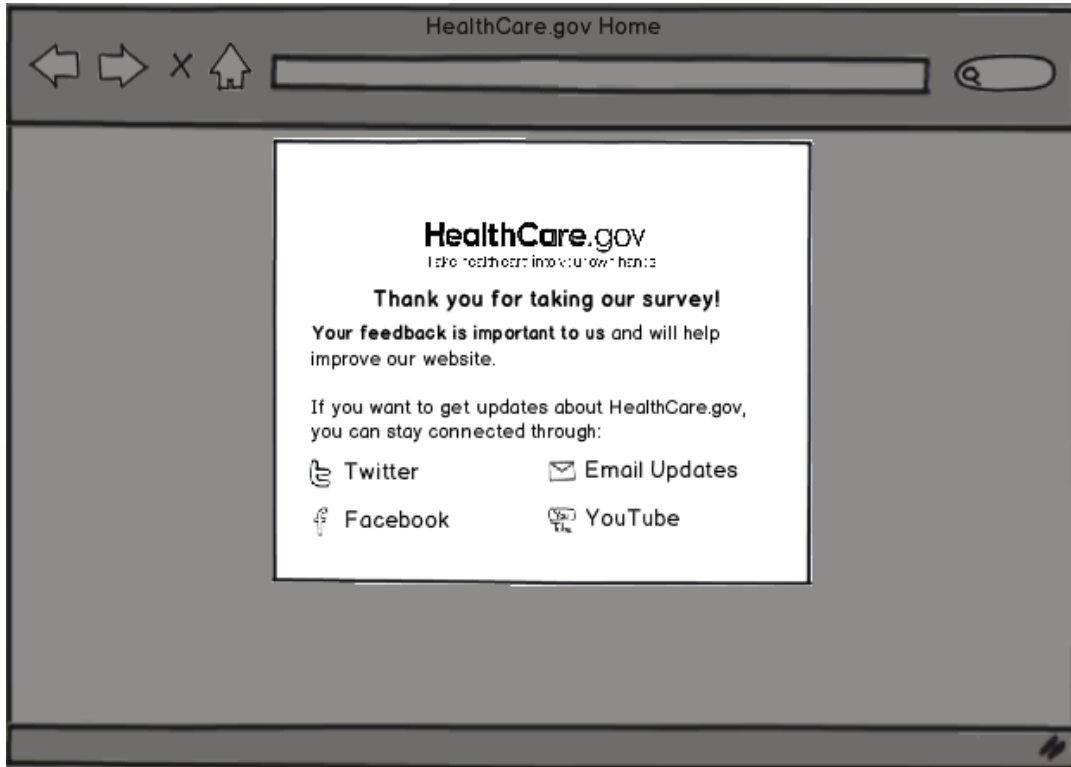 HealthCare.gov Home
HealthCare.gov
Thank you for taking our survey!
Your feedback is important to us and will help
improve our website.
If you want to get updates about HealthCare.gov,
you can stay connected through:
Twitter
Email Updates
Facebook
YouTube